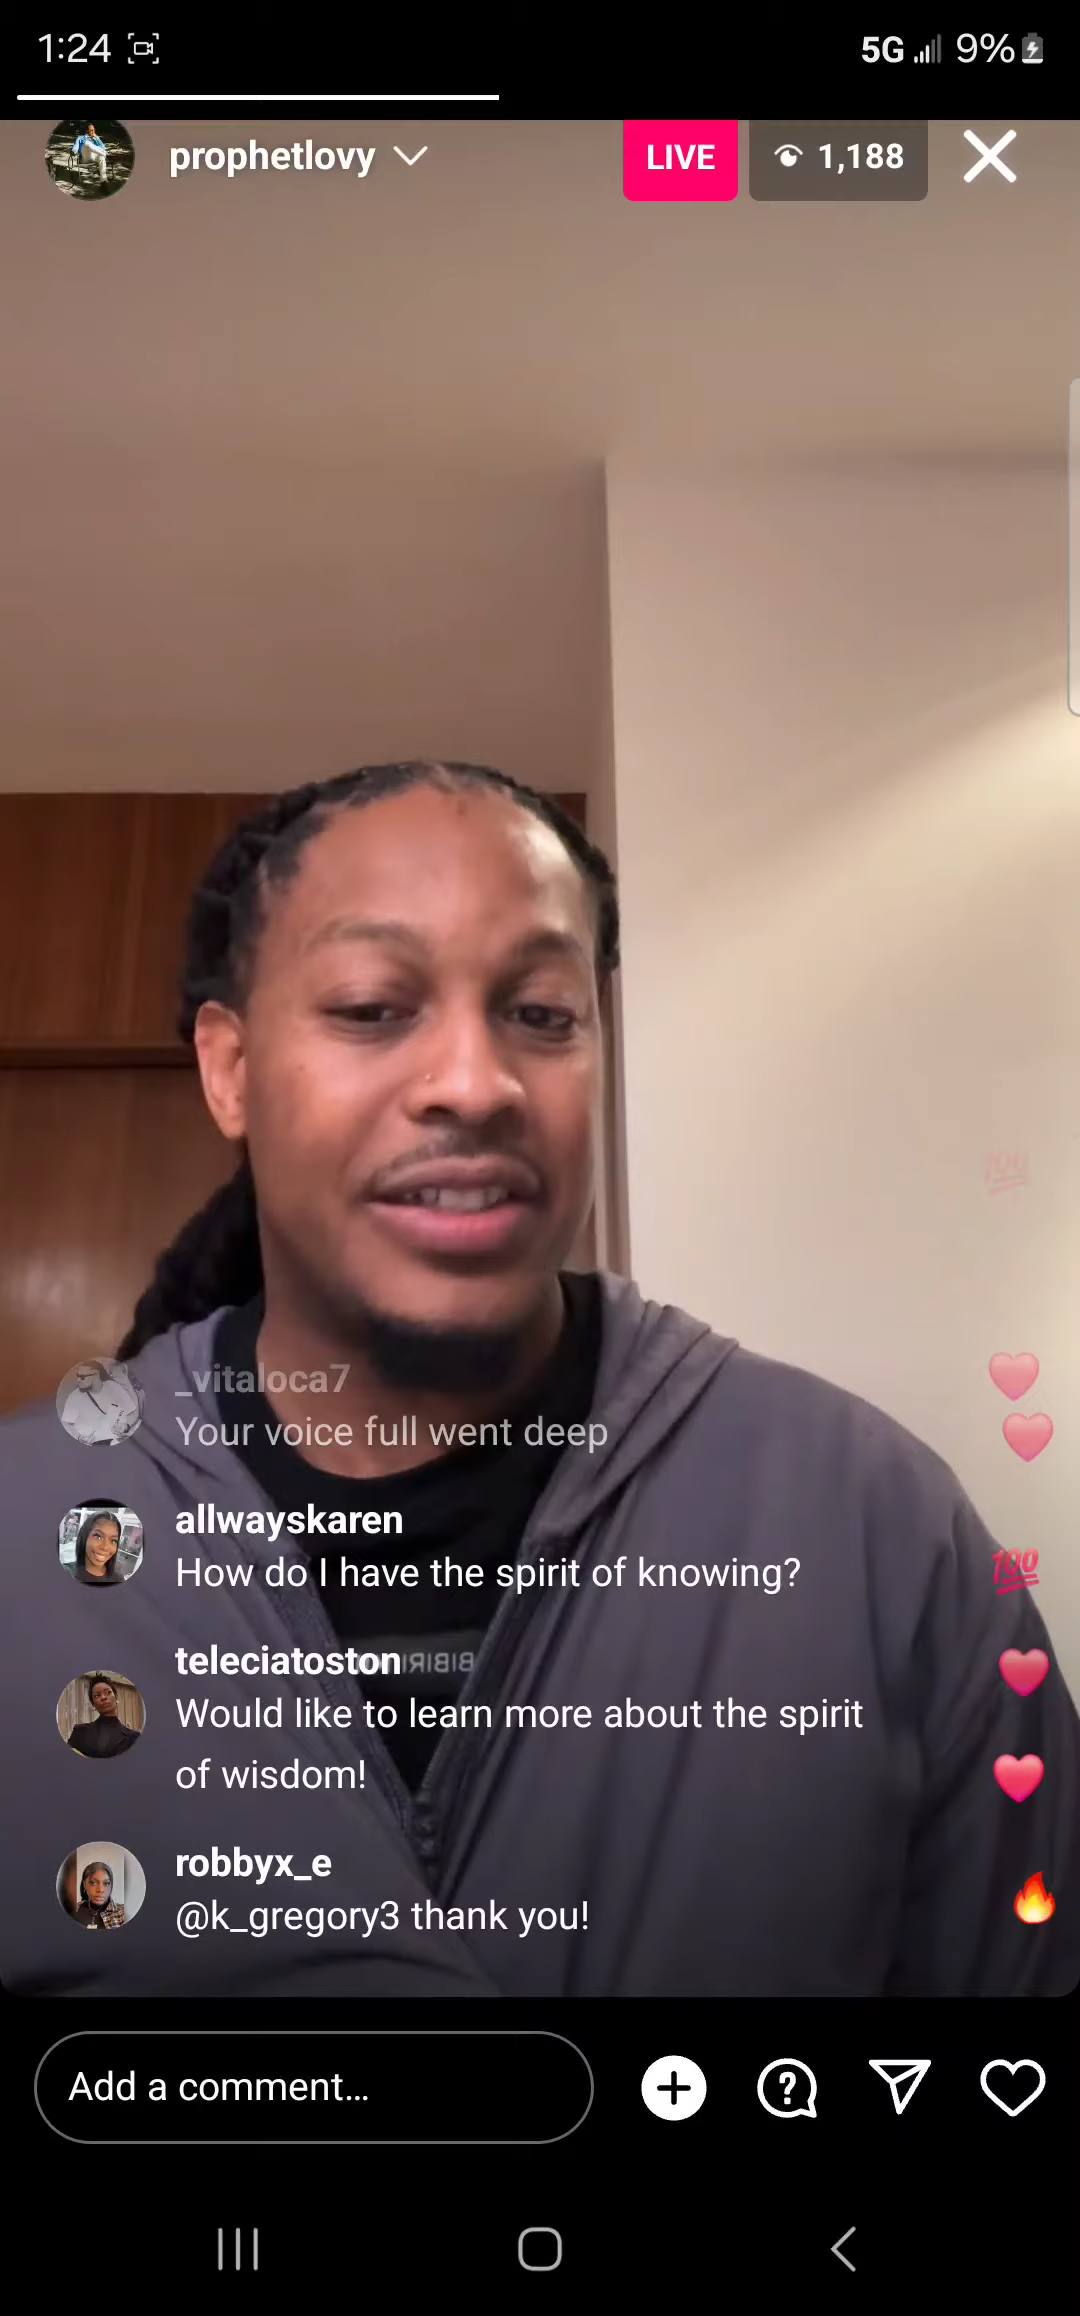 1:24
5G 9%
prophetlovy
LIVE
1,188
100
_vitaloca7
Your voice full went deep
allwayskaren
How do I have the spirit of knowing?
100
teleciatoston
Would like to learn more about the spirit
of wisdom!
robbyx_e
@k_gregory3 thank you!
Add a comment...